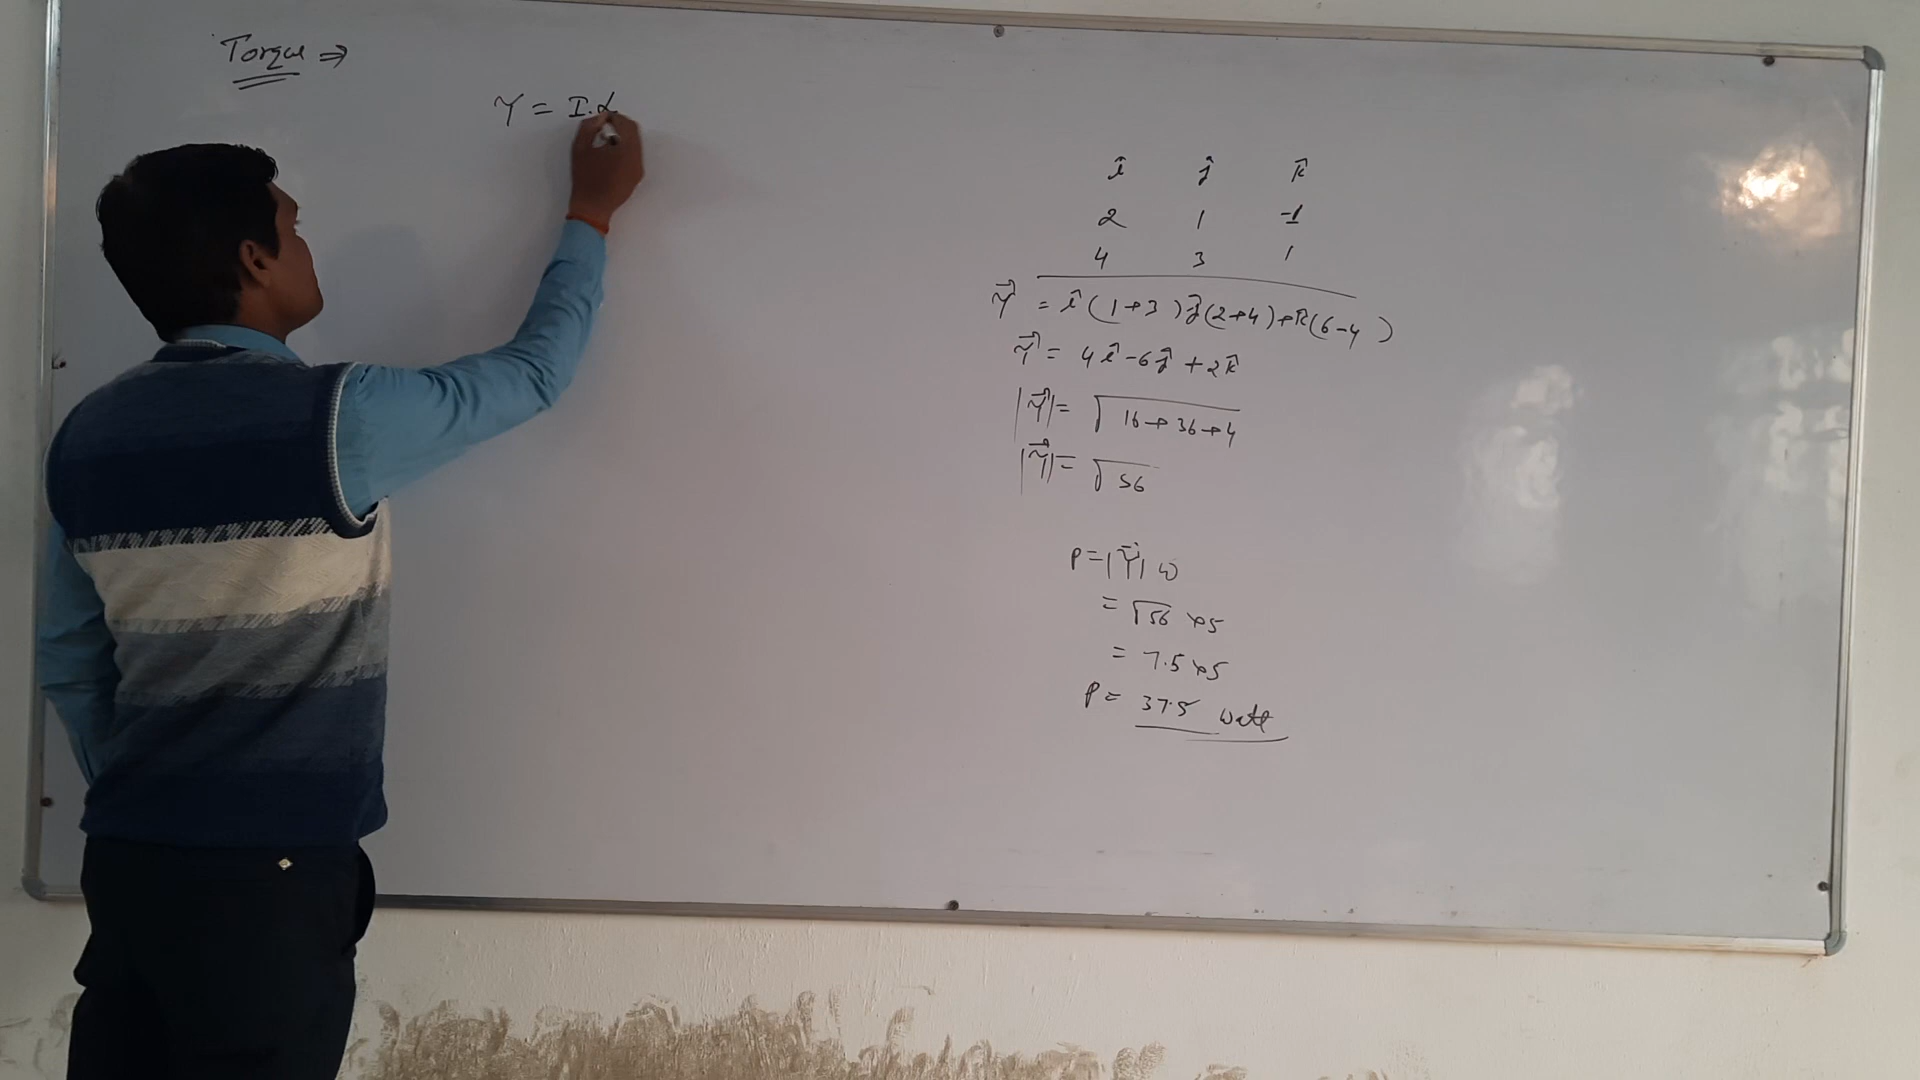 Torque ⇒
τ = I.α
î ĵ k̂
2 1 -1
4 3 1
τ⃗ = î(1+3) ĵ(2+4)+k̂(6-4)
τ⃗ = 4î-6ĵ+2k̂
|τ⃗|= √16+36+4
|τ⃗|= √56
P=|τ⃗| ω
= √56 ×5
= 7.5×5
P= 37.5 watt